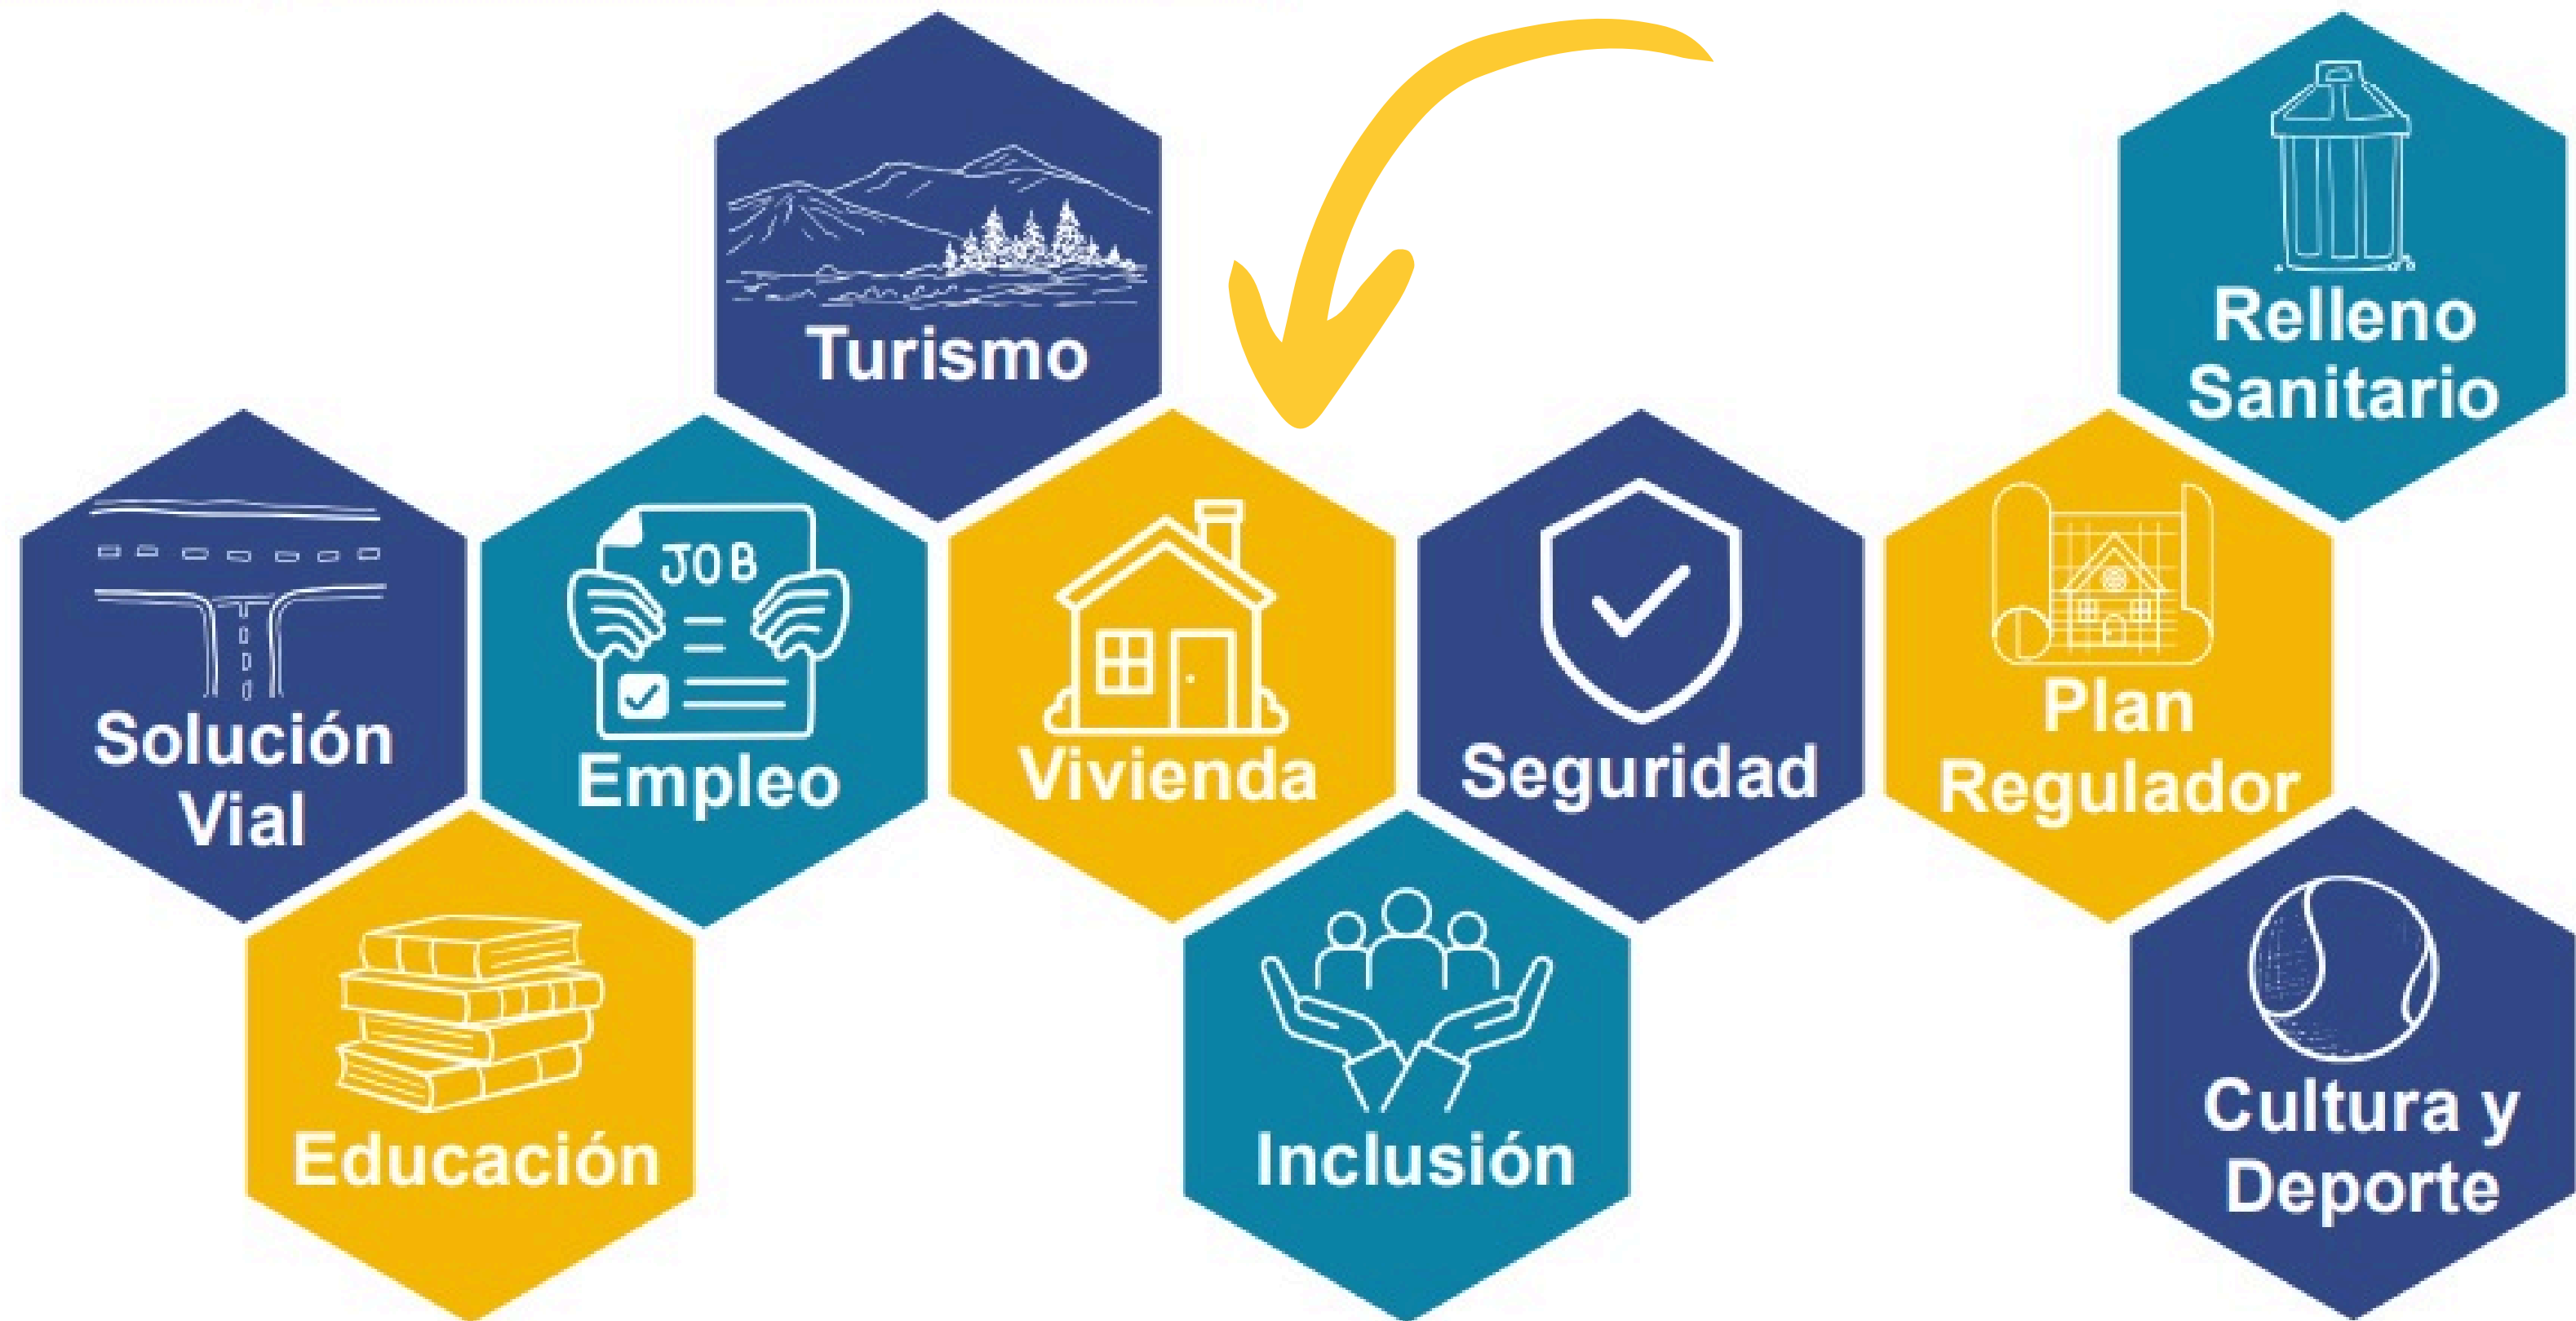 Turismo
Relleno
Sanitario
Solución
Vial
JOB
Empleo
Vivienda
Seguridad
Plan
Regulador
Educación
Inclusión
Cultura y
Deporte